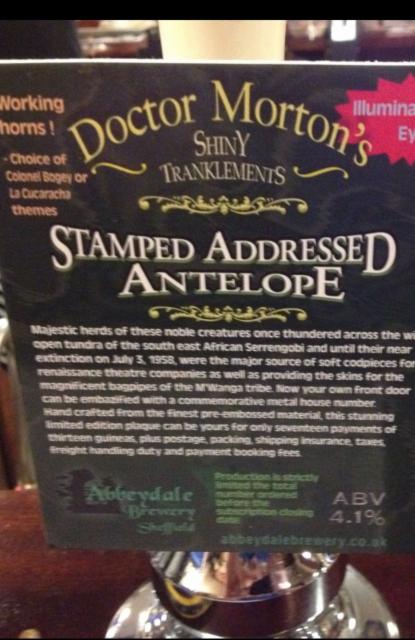 Working
horns !
- Choice of
Colonel Bogey or
La Cucaracha
themes
Doctor Morton's
Shiny
Tranklements
Illumina
Ey
Stamped Addressed
Antelope
Majestic herds of these noble creatures once thundered across the wi
open tundra of the south east African Serrengobi and until their near
extinction on July 3, 1958, were the major source of soft codpieces for
renaissance theatre companies as well as providing the skins for the
magnificent bagpipes of the M'Wanga tribe. Now your own front door
can be embazified with a commemorative metal house number.
Hand crafted from the finest pre-embossed material, this stunning
limited edition plaque can be yours for only seventeen payments of
thirteen guineas, plus postage, packing, shipping insurance, taxes,
freight handling duty and payment booking fees.
Abbeydale
Brewery
Sheffield
Production is strictly
limited the total
number ordered
before the
subscription closing
date.
ABV
4.1%
abbeydalebrewery.co.uk